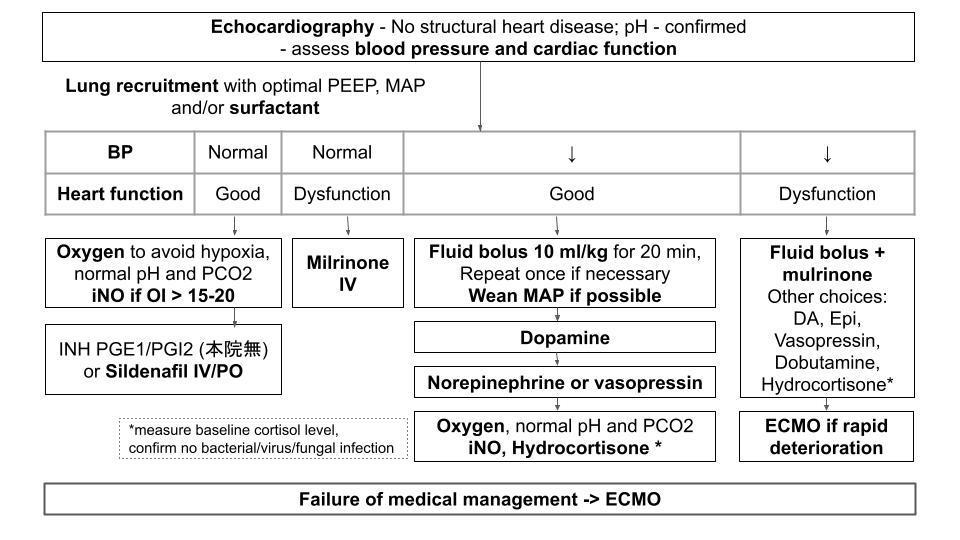 Echocardiography - No structural heart disease; pH - confirmed
- assess blood pressure and cardiac function
Lung recruitment with optimal PEEP, MAP
and/or surfactant
BP Normal Normal ↓ ↓
Heart function Good Dysfunction Good Dysfunction
Oxygen to avoid hypoxia,
normal pH and PCO2
iNO if OI > 15-20
INH PGE1/PGI2 (本院無)
or Sildenafil IV/PO
Milrinone
IV
Fluid bolus 10 ml/kg for 20 min,
Repeat once if necessary
Wean MAP if possible
Dopamine
Norepinephrine or vasopressin
Oxygen, normal pH and PCO2
iNO, Hydrocortisone *
Fluid bolus +
mulrinone
Other choices:
DA, Epi,
Vasopressin,
Dobutamine,
Hydrocortisone*
ECMO if rapid
deterioration
*measure baseline cortisol level,
confirm no bacterial/virus/fungal infection
Failure of medical management -> ECMO